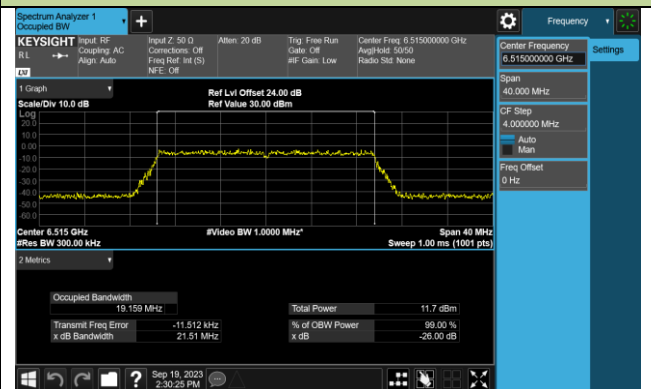 Spectrum Analyzer 1
Occupied BW
Frequency
KEYSIGHT
Input: RF
Coupling: AC
Align: Auto
Input Z: 50 Ω
Corrections: Off
Freq Ref: Int (S)
NFE: Off
Atten: 20 dB
Trig: Free Run
Gate: Off
#IF Gain: Low
Center Freq: 6.515000000 GHz
Avg|Hold: 50/50
Radio Std: None
RL
LXI
Center Frequency
6.515000000 GHz
Settings
Span
40.000 MHz
CF Step
4.000000 MHz
Auto
Man
Freq Offset
0 Hz
1 Graph
Scale/Div 10.0 dB
Ref Lvl Offset 24.00 dB
Ref Value 30.00 dBm
Log
20.0
10.0
0.00
-10.0
-20.0
-30.0
-40.0
-50.0
-60.0
Center 6.515 GHz
#Video BW 1.0000 MHz*
Span 40 MHz
#Res BW 300.00 kHz
Sweep 1.00 ms (1001 pts)
2 Metrics
Occupied Bandwidth
19.159 MHz
Total Power 11.7 dBm
Transmit Freq Error -11.512 kHz
% of OBW Power 99.00 %
x dB Bandwidth 21.51 MHz
x dB -26.00 dB
Sep 19, 2023
2:30:25 PM